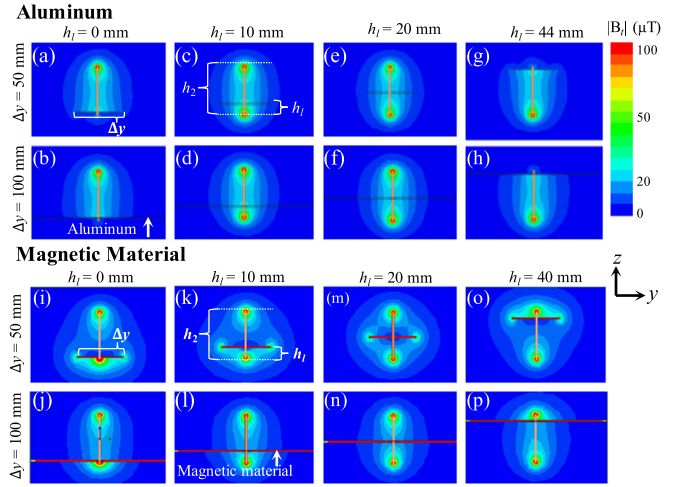 Aluminum
h_l = 0 mm h_l = 10 mm h_l = 20 mm h_l = 44 mm
|B_t| (μT)
Δy = 50 mm
(a) (c) (e) (g)
h_2
h_l
Δy
100
50
20
0
Δy = 100 mm
(b) (d) (f) (h)
Aluminum
Magnetic Material
h_l = 0 mm h_l = 10 mm h_l = 20 mm h_l = 40 mm
z
y
Δy = 50 mm
(i) (k) (m) (o)
Δy
h_2
h_l
Δy = 100 mm
(j) (l) (n) (p)
Magnetic material